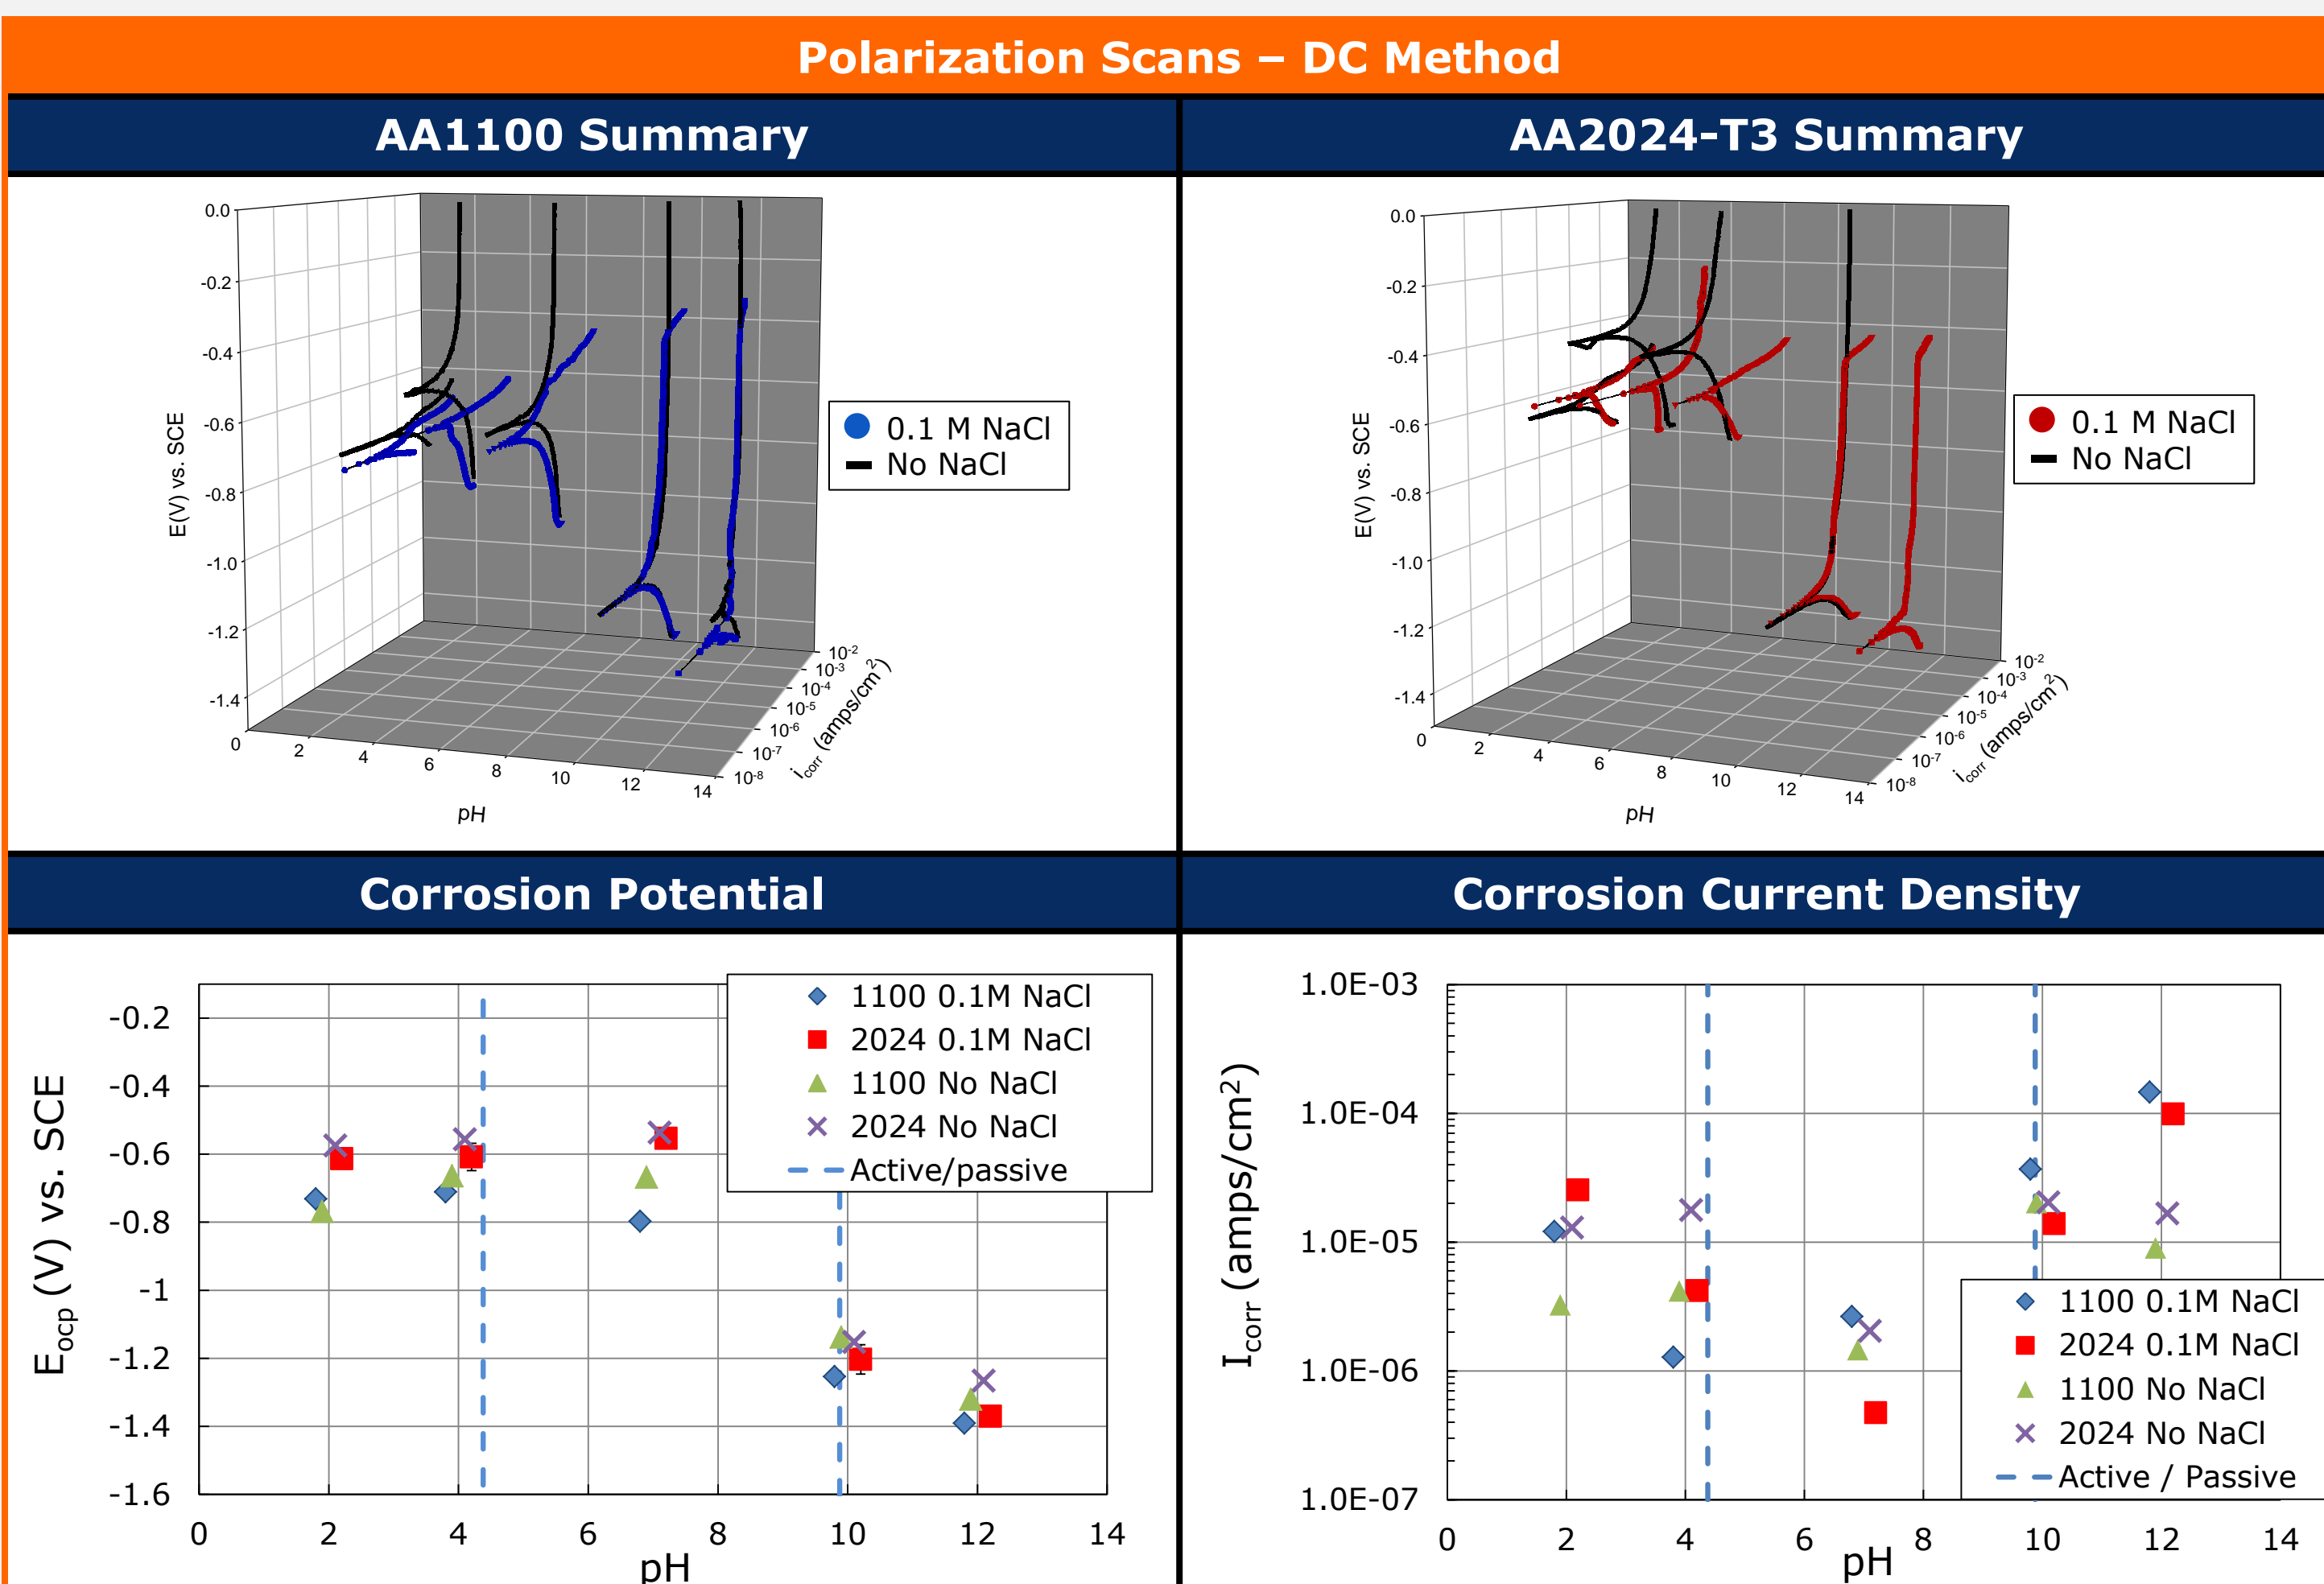 Polarization Scans – DC Method
AA1100 Summary
AA2024-T3 Summary
0.0
-0.2
-0.4
-0.6
-0.8
-1.0
-1.2
-1.4
E(V) vs. SCE
0
2
4
6
8
10
12
14
pH
10-2
10-3
10-4
10-5
10-6
10-7
10-8
icorr (amps/cm2)
0.1 M NaCl
No NaCl
0.0
-0.2
-0.4
-0.6
-0.8
-1.0
-1.2
-1.4
E(V) vs. SCE
0
2
4
6
8
10
12
14
pH
10-2
10-3
10-4
10-5
10-6
10-7
10-8
icorr (amps/cm2)
0.1 M NaCl
No NaCl
Corrosion Potential
Corrosion Current Density
-0.2
-0.4
-0.6
-0.8
-1
-1.2
-1.4
-1.6
Eocp (V) vs. SCE
0 2 4 6 8 10 12 14
pH
1100 0.1M NaCl
2024 0.1M NaCl
1100 No NaCl
2024 No NaCl
Active/passive
1.0E-03
1.0E-04
1.0E-05
1.0E-06
1.0E-07
Icorr (amps/cm2)
0 2 4 6 8 10 12 14
pH
1100 0.1M NaCl
2024 0.1M NaCl
1100 No NaCl
2024 No NaCl
Active / Passive